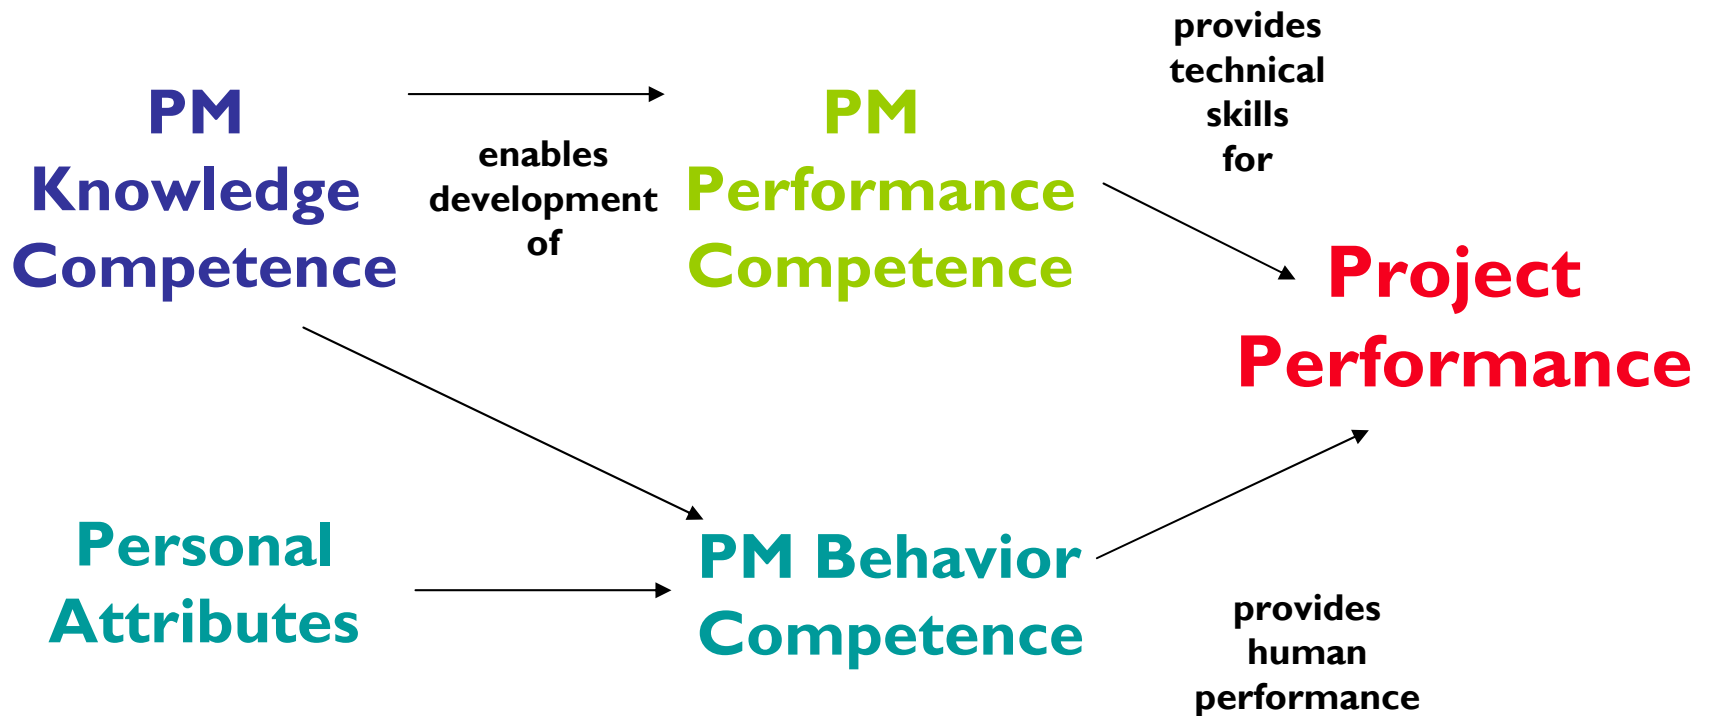 PM
Knowledge
Competence
enables
development
of
PM
Performance
Competence
provides
technical
skills
for
Project
Performance
Personal
Attributes
PM Behavior
Competence
provides
human
performance